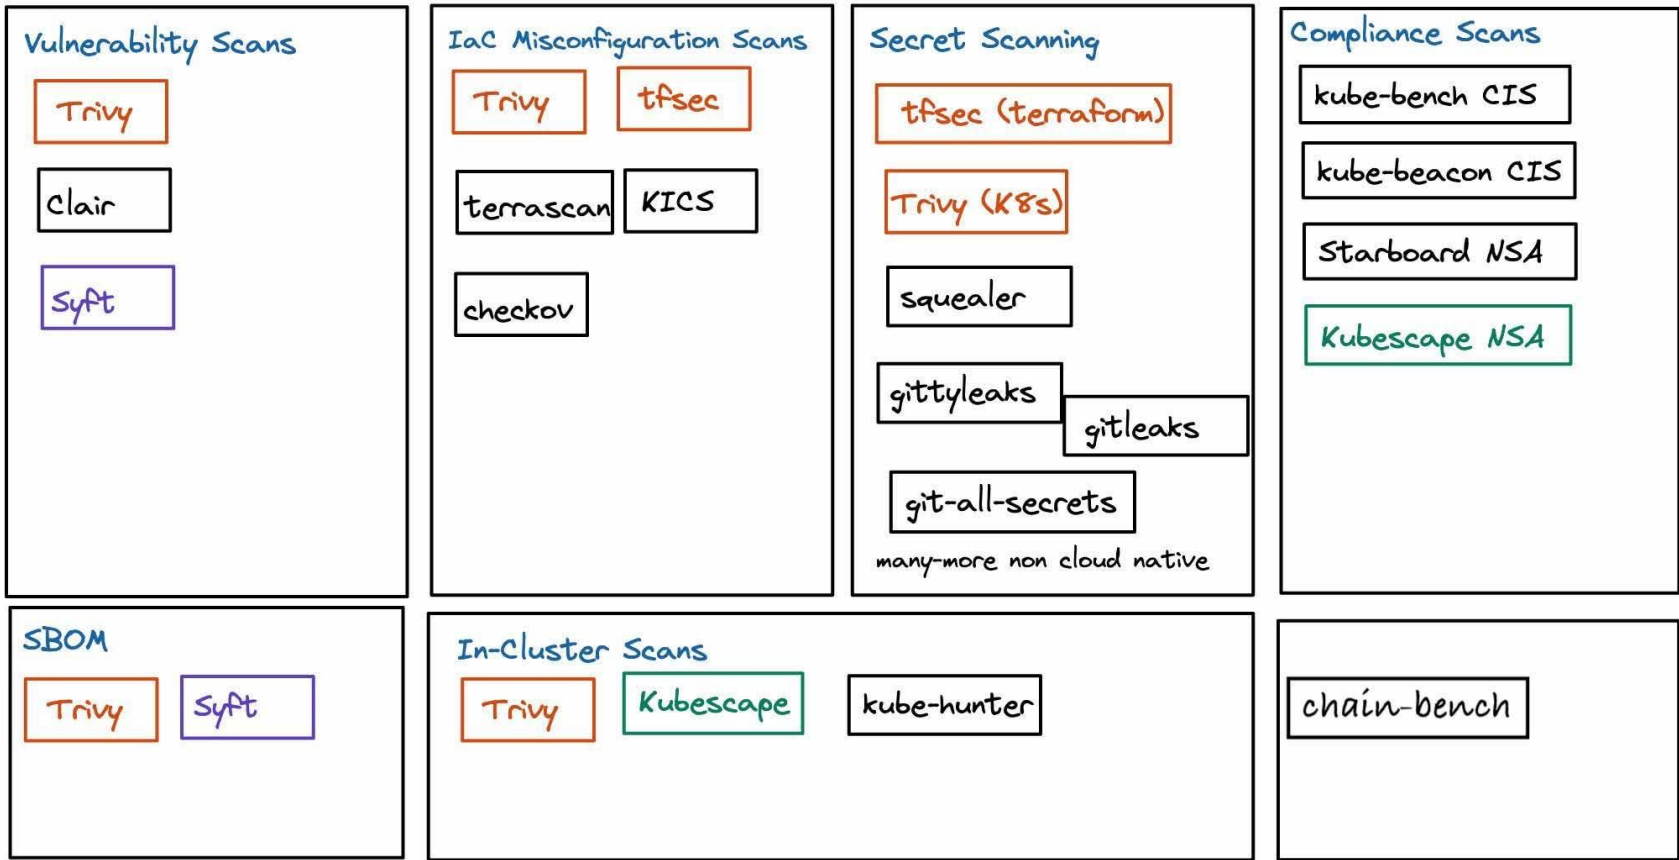 Vulnerability Scans
Trivy
Clair
Syft
IaC Misconfiguration Scans
Trivy
tfsec
terrascan
KICS
checkov
Secret Scanning
tfsec (terraform)
Trivy (K8s)
squealer
gittyleaks
gitleaks
git-all-secrets
many-more non cloud native
Compliance Scans
kube-bench CIS
kube-beacon CIS
Starboard NSA
Kubescape NSA
SBOM
Trivy
Syft
In-Cluster Scans
Trivy
Kubescape
kube-hunter
chain-bench